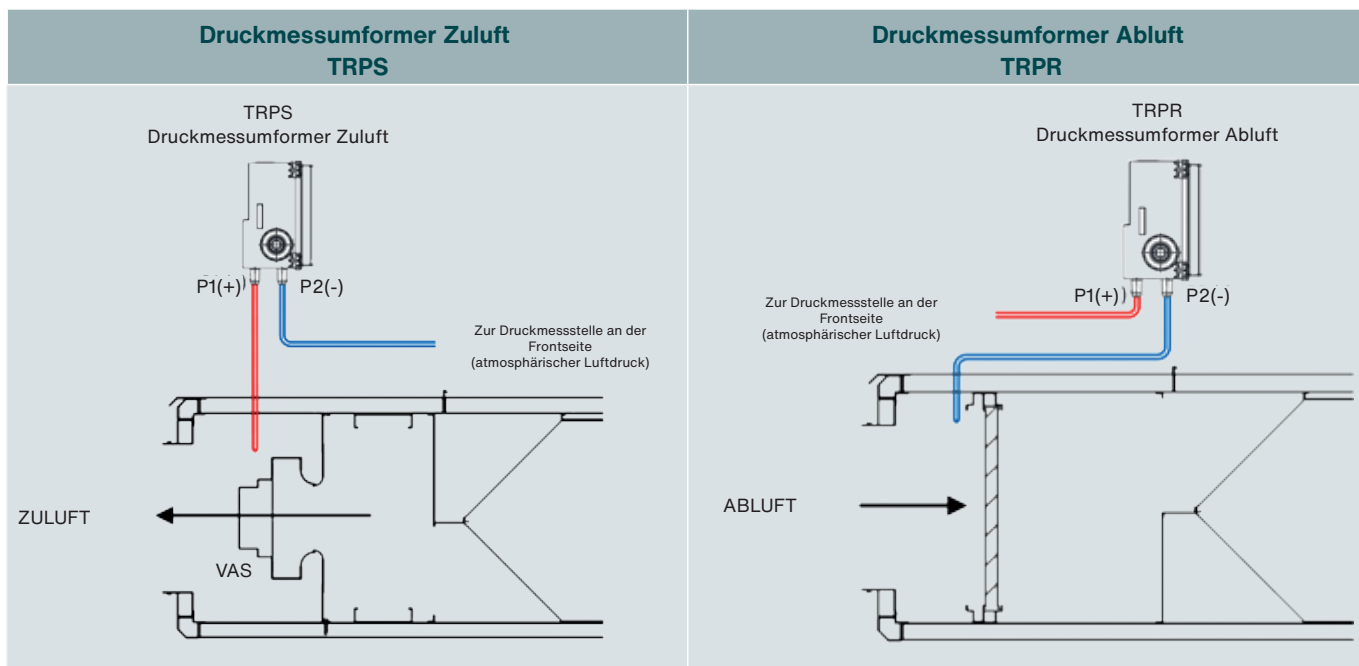 Druckmessumformer Zuluft
TRPS
Druckmessumformer Abluft
TRPR
TRPS
Druckmessumformer Zuluft
P1(+)
P2(-)
Zur Druckmessstelle an der
Frontseite
(atmosphärischer Luftdruck)
ZULUFT
VAS
TRPR
Druckmessumformer Abluft
P1(+)
P2(-)
Zur Druckmessstelle an der
Frontseite
(atmosphärischer Luftdruck)
ABLUFT